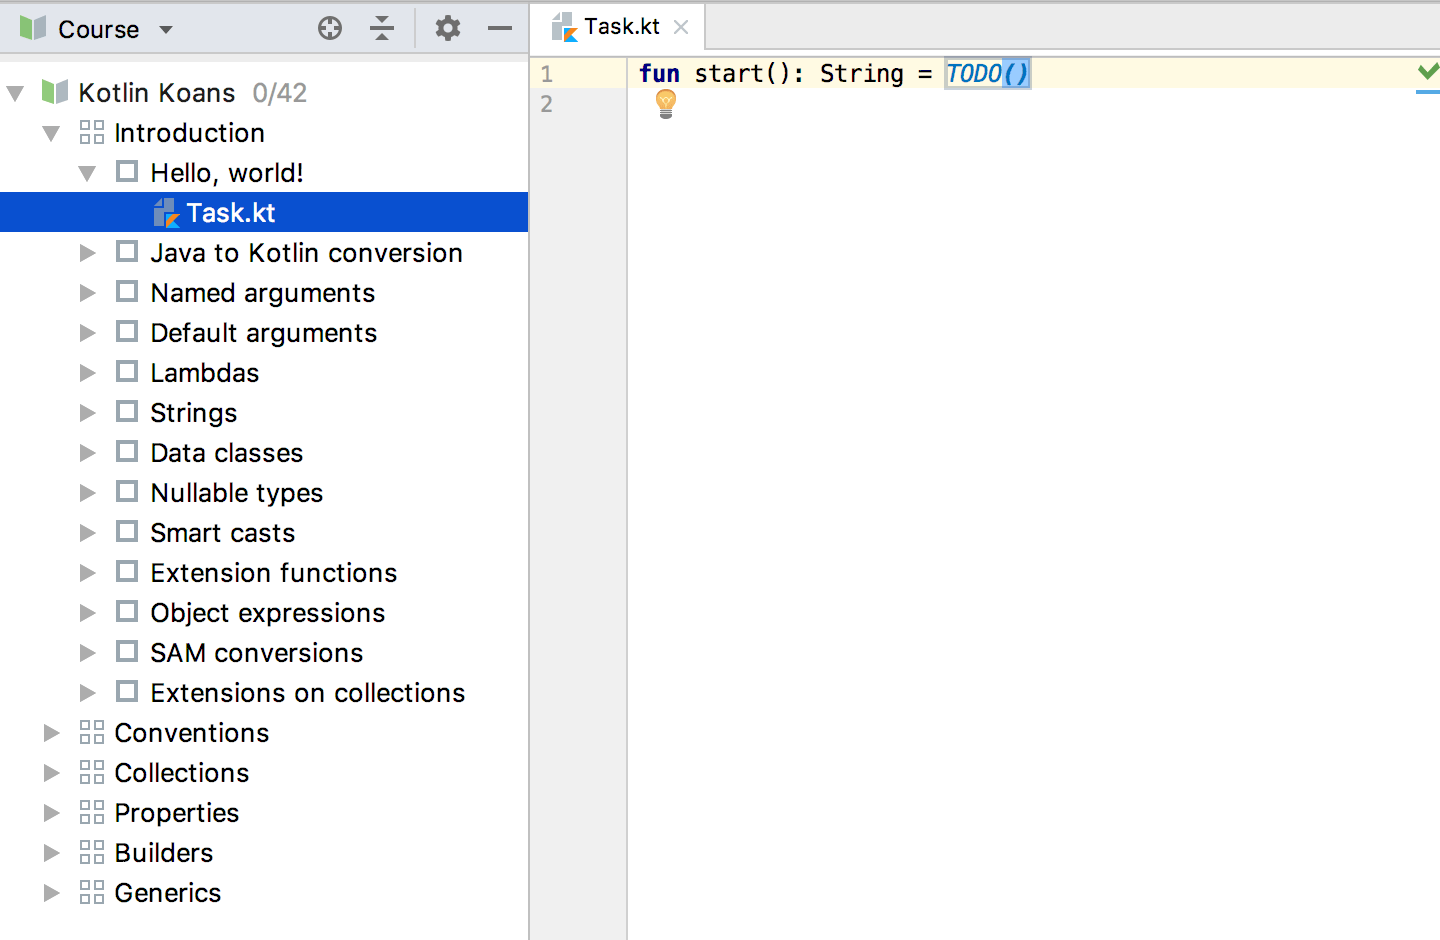 Course
Kotlin Koans 0/42
Introduction
Hello, world!
Task.kt
Java to Kotlin conversion
Named arguments
Default arguments
Lambdas
Strings
Data classes
Nullable types
Smart casts
Extension functions
Object expressions
SAM conversions
Extensions on collections
Conventions
Collections
Properties
Builders
Generics
Task.kt
1 fun start(): String = TODO()
2